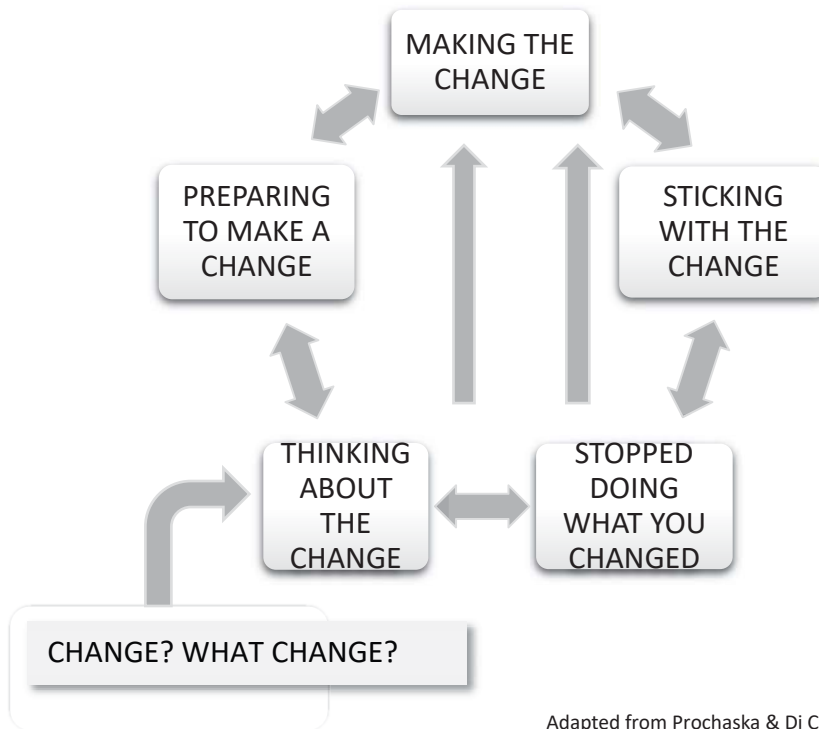 MAKING THE
CHANGE
PREPARING
TO MAKE A
CHANGE
STICKING
WITH THE
CHANGE
THINKING
ABOUT
THE
CHANGE
STOPPED
DOING
WHAT YOU
CHANGED
CHANGE? WHAT CHANGE?
Adapted from Prochaska & Di C